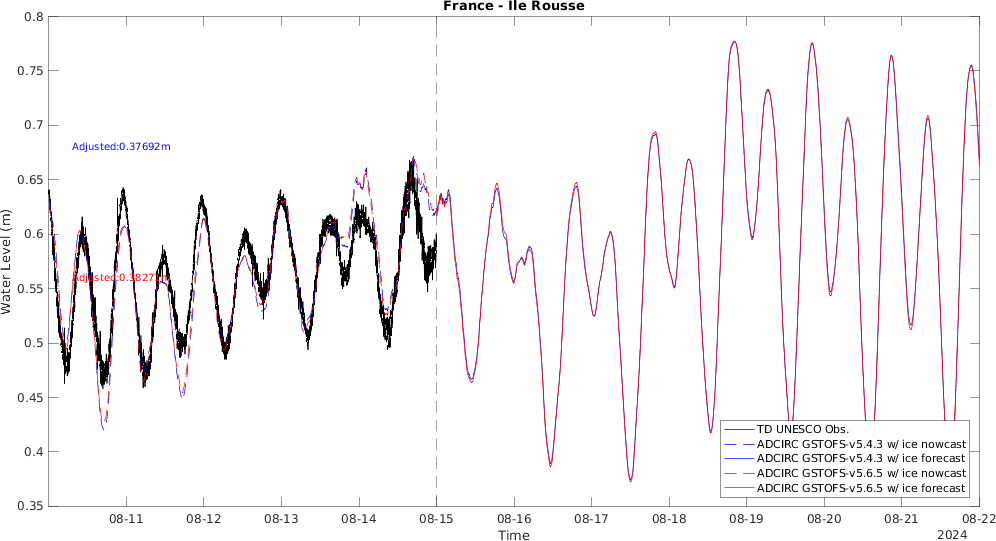 France - Ile Rousse
0.8
0.75
0.7
0.65
0.6
0.55
0.5
0.45
0.4
0.35
Water Level (m)
Adjusted:0.37692m
TD UNESCO Obs.
ADCIRC GSTOFS-v5.4.3 w/ ice nowcast
ADCIRC GSTOFS-v5.4.3 w/ ice forecast
ADCIRC GSTOFS-v5.6.5 w/ ice nowcast
ADCIRC GSTOFS-v5.6.5 w/ ice forecast
08-11 08-12 08-13 08-14 08-15 08-16 08-17 08-18 08-19 08-20 08-21 08-22
Time
2024